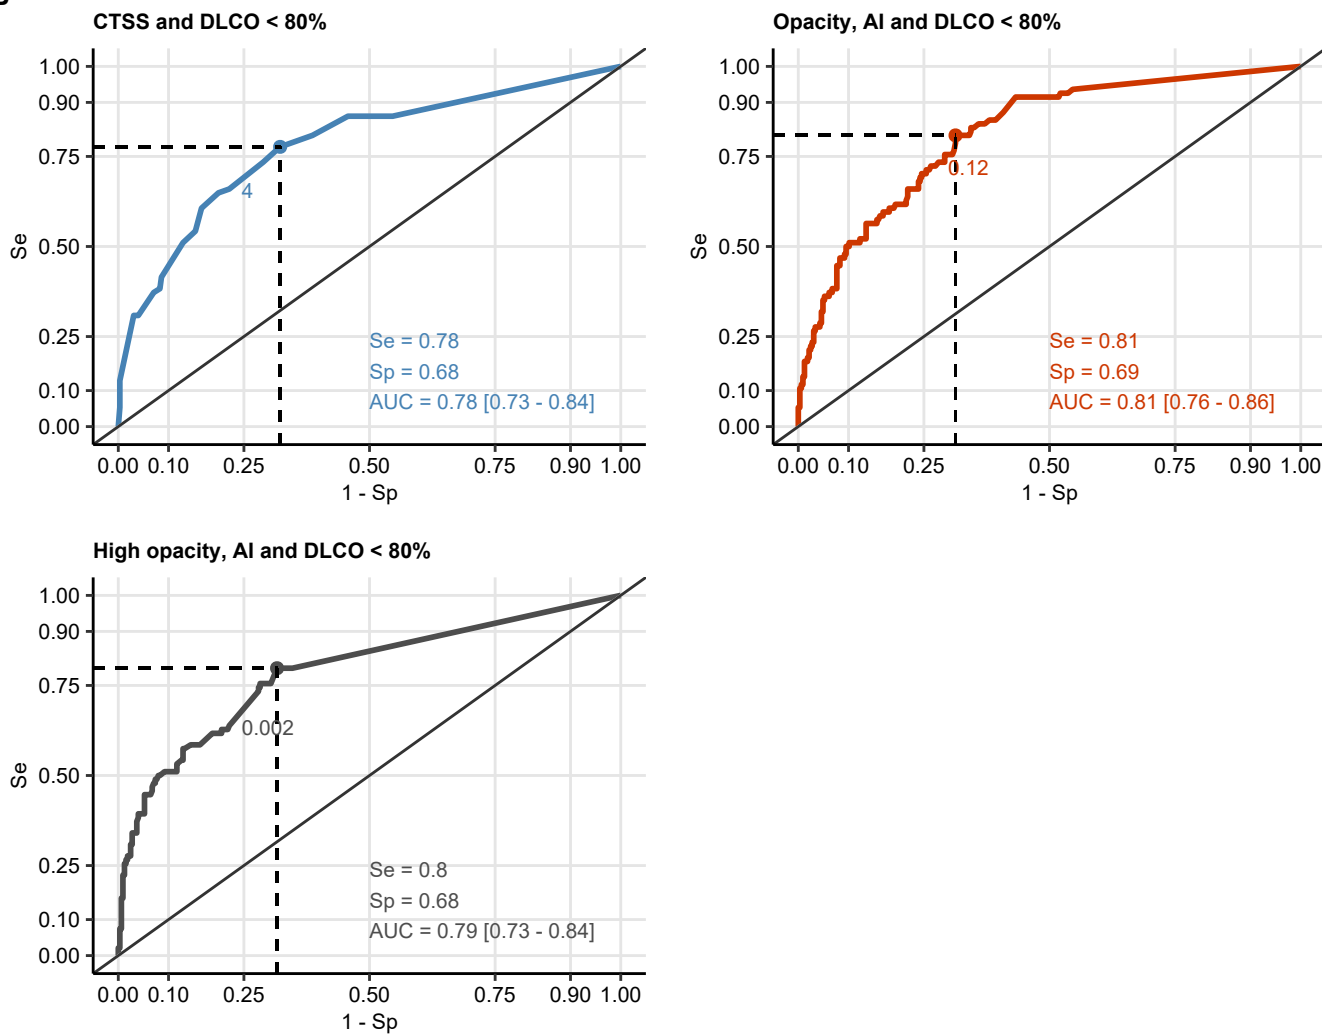 CTSS and DLCO < 80%
1.00
0.90
0.75
0.50
0.25
0.10
0.00
Se
4
Se = 0.78
Sp = 0.68
AUC = 0.78 [0.73 - 0.84]
0.00 0.10 0.25 0.50 0.75 0.90 1.00
1 - Sp
Opacity, AI and DLCO < 80%
1.00
0.90
0.75
0.50
0.25
0.10
0.00
Se
0.12
Se = 0.81
Sp = 0.69
AUC = 0.81 [0.76 - 0.86]
0.00 0.10 0.25 0.50 0.75 0.90 1.00
1 - Sp
High opacity, AI and DLCO < 80%
1.00
0.90
0.75
0.50
0.25
0.10
0.00
Se
0.002
Se = 0.8
Sp = 0.68
AUC = 0.79 [0.73 - 0.84]
0.00 0.10 0.25 0.50 0.75 0.90 1.00
1 - Sp